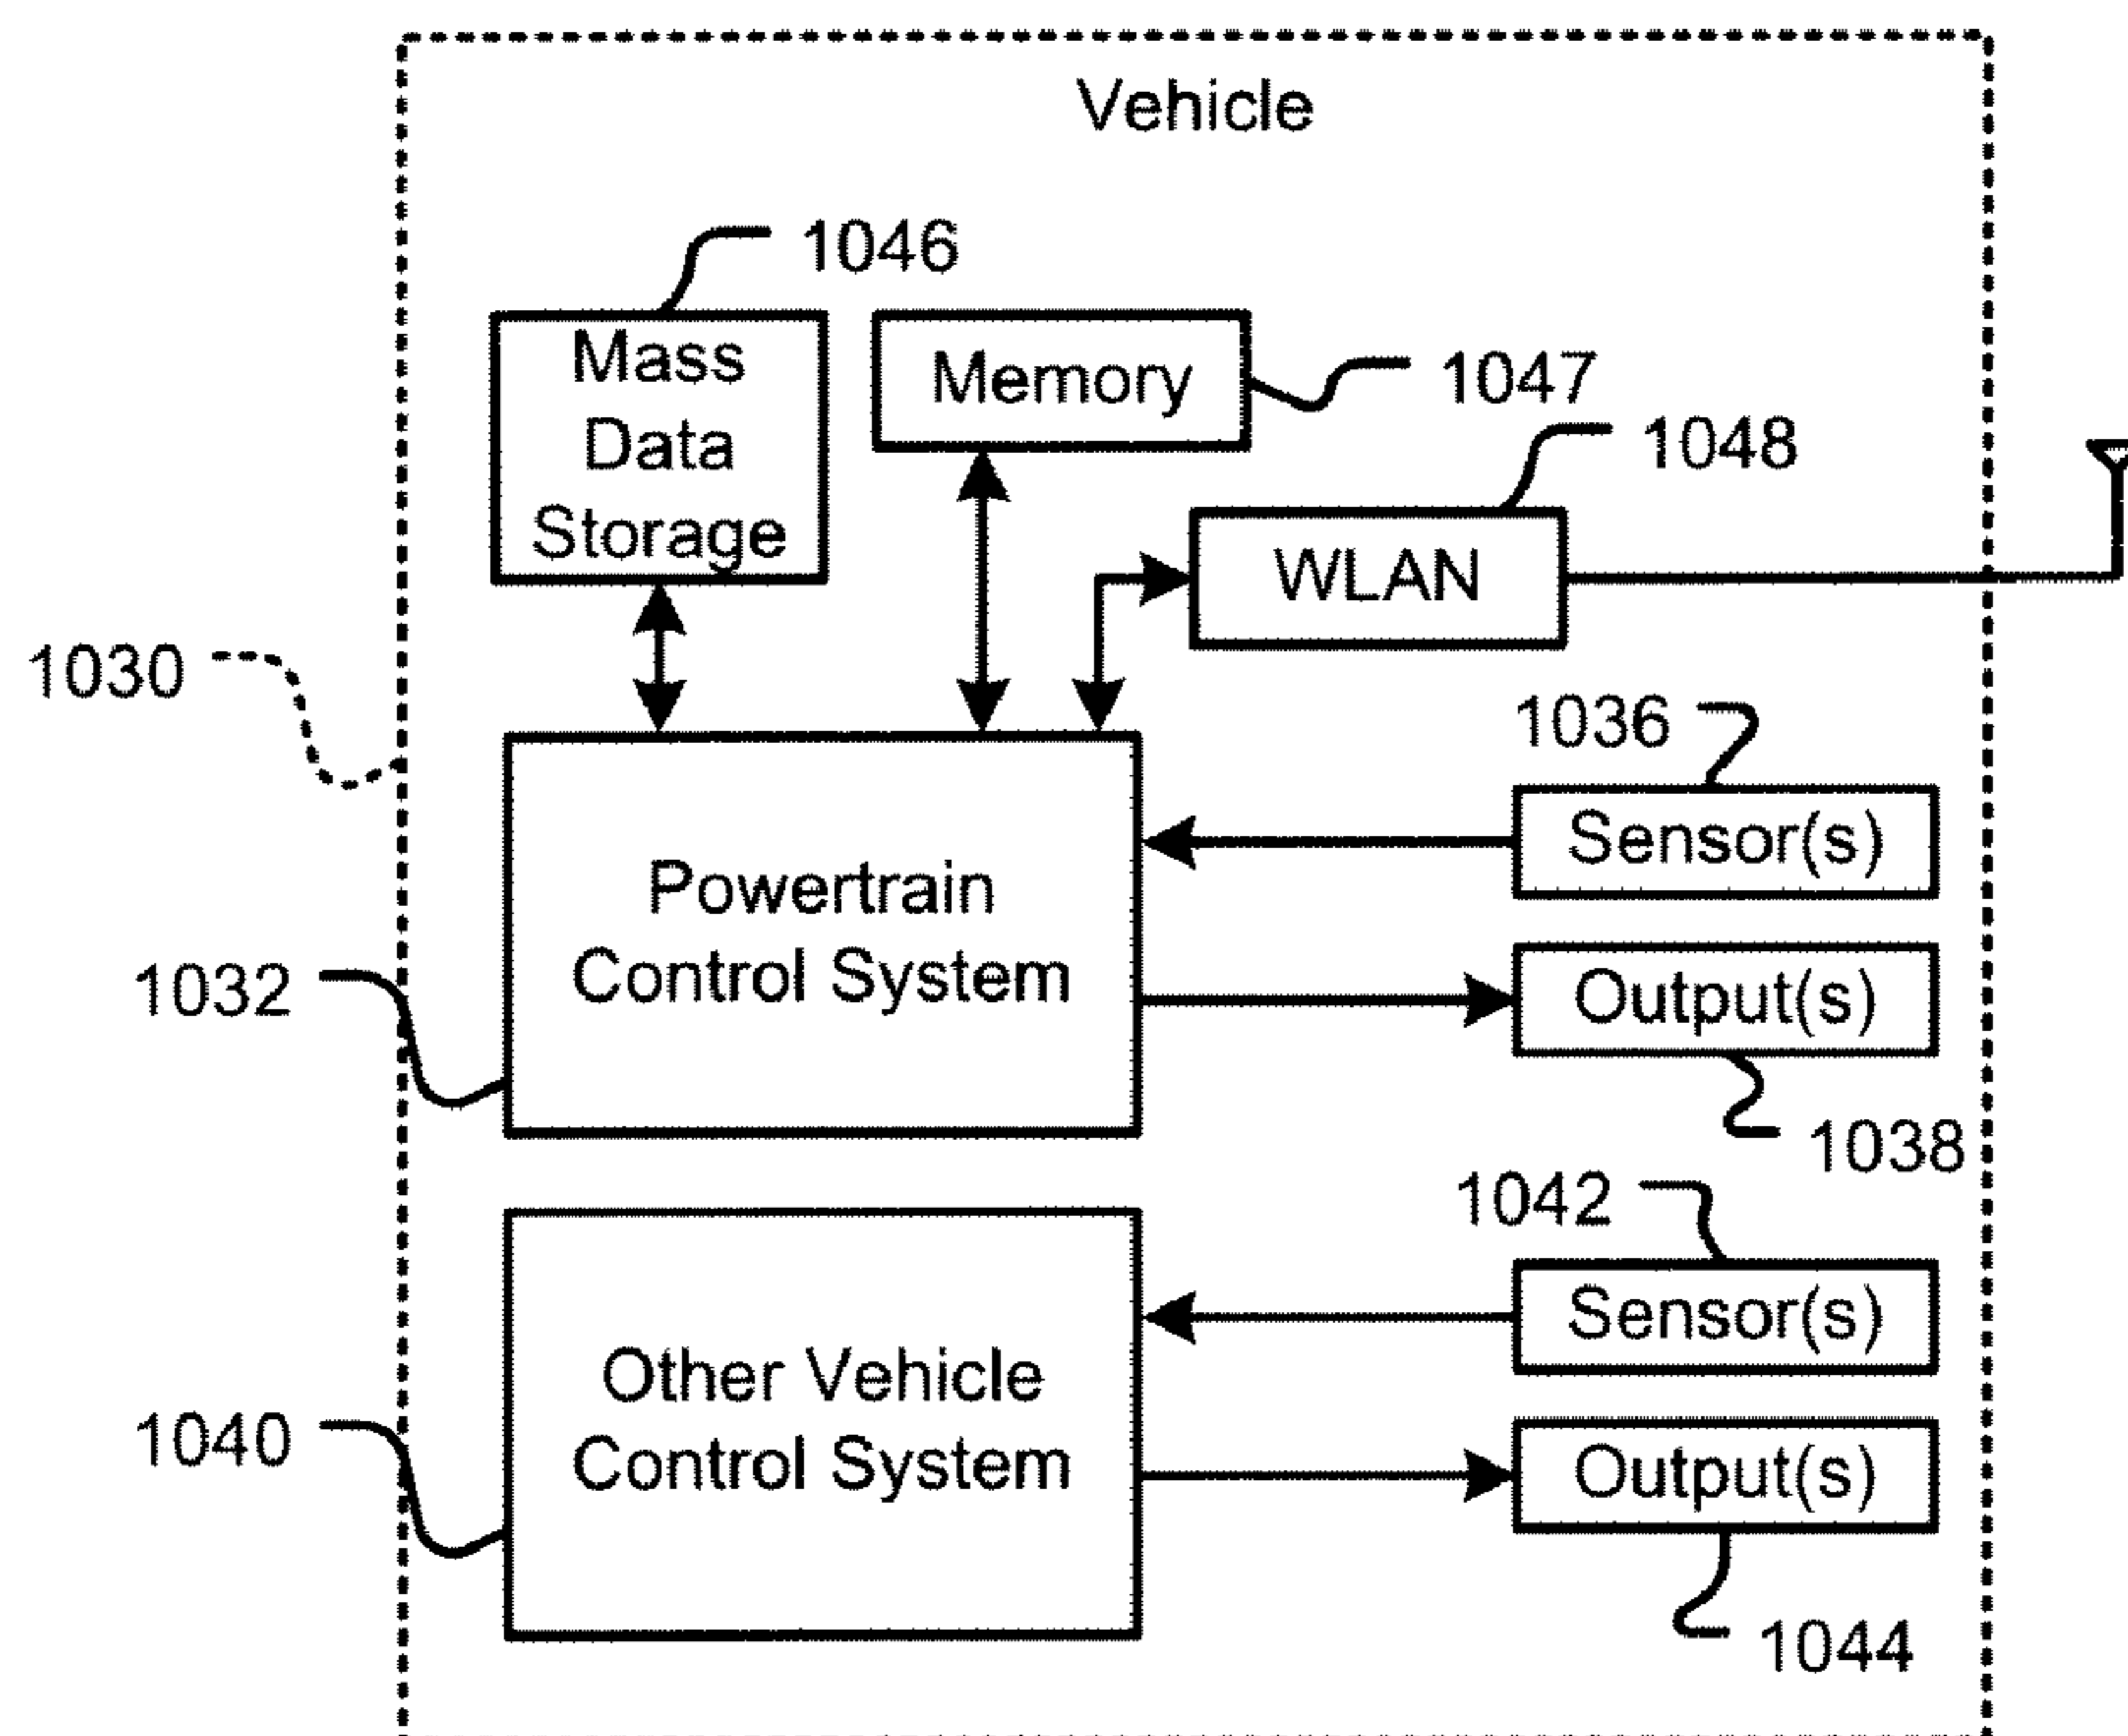 Vehicle
1046
Mass
Data
Storage
Memory
1047
1048
WLAN
1030
1036
Sensor(s)
Powertrain
Control System
1032
Output(s)
1038
1042
Sensor(s)
Other Vehicle
Control System
1040
Output(s)
1044